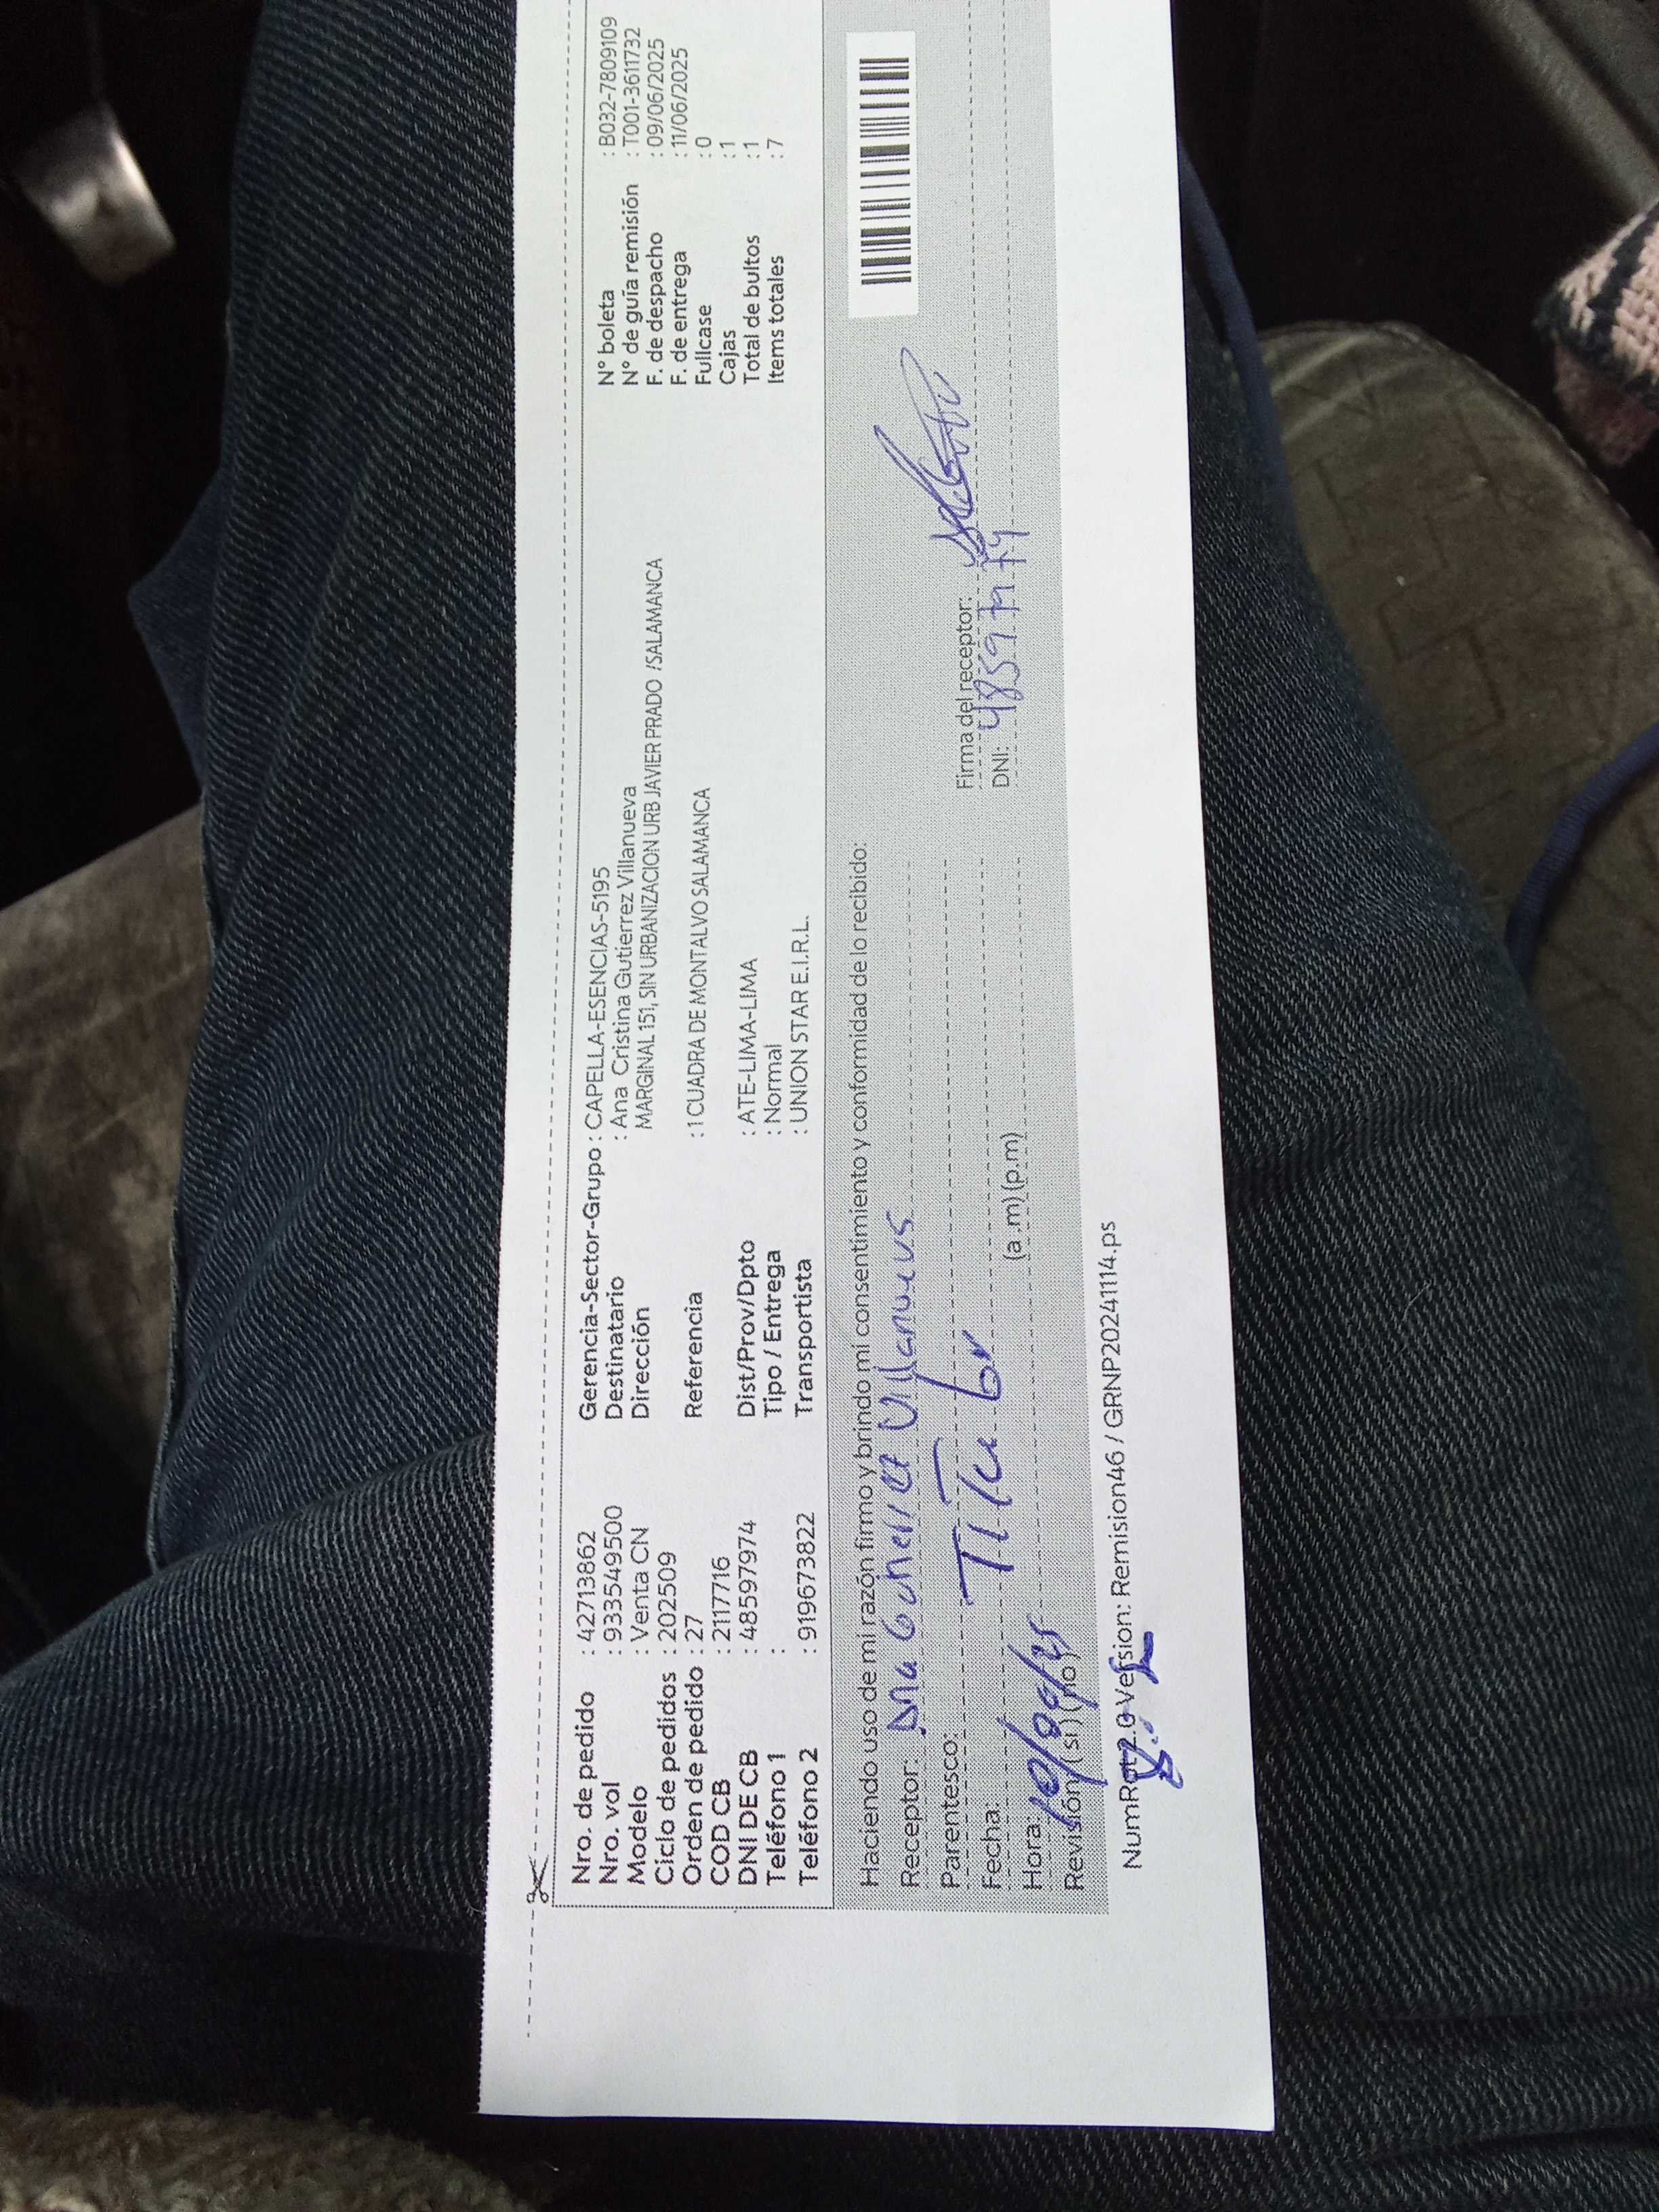 Nro. de pedido : 42713862
Nro. vol : 933549500
Modelo : Venta CN
Ciclo de pedidos : 202509
Orden de pedido : 27
COD CB : 2117716
DNI DE CB : 48597974
Teléfono 1 :
Teléfono 2 : 919673822
Gerencia-Sector-Grupo : CAPELLA-ESENCIAS-5195
Destinatario : Ana Cristina Gutierrez Villanueva
Dirección MARGINAL 151, SIN URBANIZACION URB JAVIER PRADO /SALAMANCA
Referencia : 1 CUADRA DE MONTALVO SALAMANCA
Dist/Prov/Dpto : ATE-LIMA-LIMA
Tipo / Entrega : Normal
Transportista : UNION STAR E.I.R.L.
N° boleta : B032-7809109
N° de guía remisión : T001-3611732
F. de despacho : 09/06/2025
F. de entrega : 11/06/2025
Fullcase : 0
Cajas : 1
Total de bultos : 1
Items totales : 7
Haciendo uso de mi razón firmo y brindo mi consentimiento y conformidad de lo recibido:
Receptor: Ana Villanueva
Parentesco:
Fecha:
Hora: (a .m) (p.m)
Revisión (si) (no)
Firma del receptor:
DNI: 48597974
NumRot 2.0 Version: Remision46 / GRNP20241114.ps